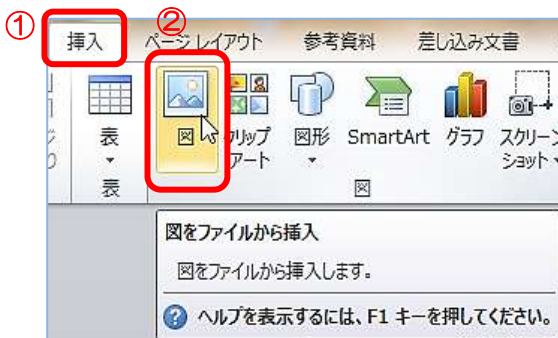 ① ②
挿入 ページ レイアウト 参考資料 差し込み文書
表 図 クリップアート 図形 SmartArt グラフ スクリーンショット
表 図
図をファイルから挿入
図をファイルから挿入します。
ヘルプを表示するには、F1 キーを押してください。